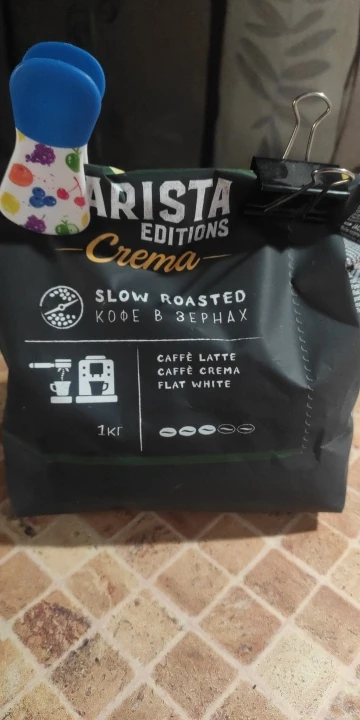 ARISTA
EDITIONS
Crema
SLOW ROASTED
КОФЕ В ЗЕРНАХ
CAFFÈ LATTE
CAFFÈ CREMA
FLAT WHITE
1кг